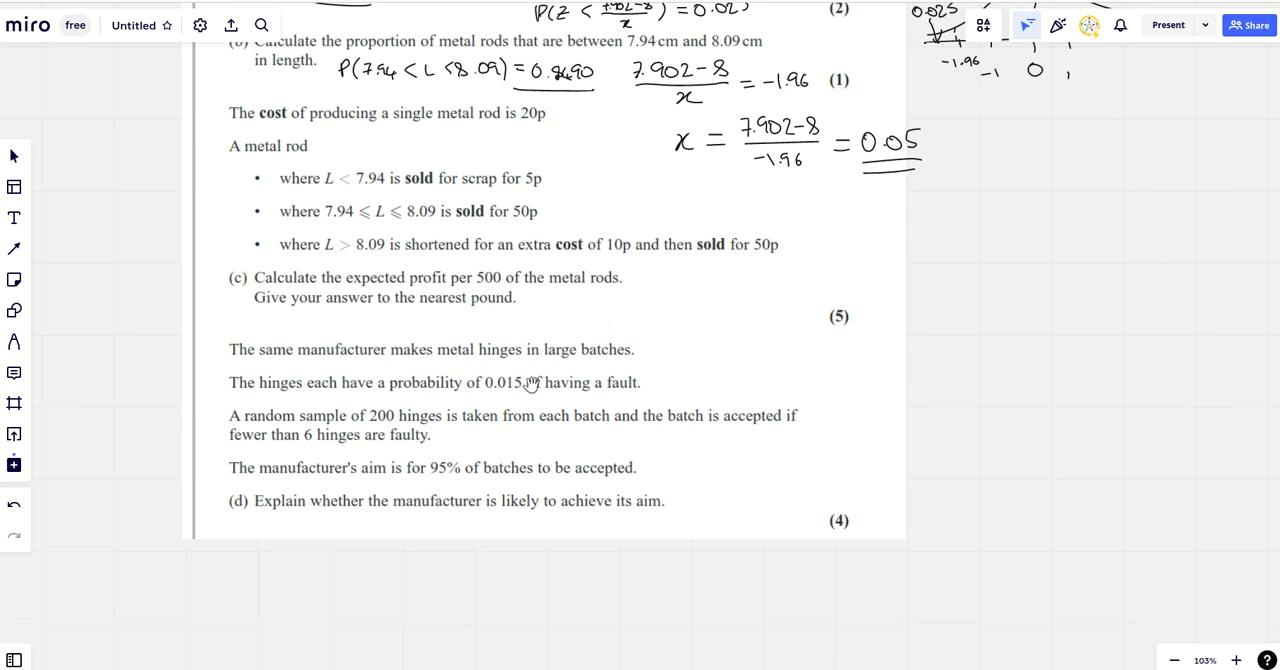 miro free Untitled Present Share
P(Z < 7.902-8/x) = 0.025 (2)
0.025
(b) Calculate the proportion of metal rods that are between 7.94 cm and 8.09 cm
in length. P(7.94 < L < 8.09) = 0.8490 7.902-8/x = -1.96 (1)
-1.96 -1 0 1
The cost of producing a single metal rod is 20p
x = 7.902-8/-1.96 = 0.05
A metal rod
• where L < 7.94 is sold for scrap for 5p
• where 7.94 ⩽ L ⩽ 8.09 is sold for 50p
• where L > 8.09 is shortened for an extra cost of 10p and then sold for 50p
(c) Calculate the expected profit per 500 of the metal rods.
Give your answer to the nearest pound.
(5)
The same manufacturer makes metal hinges in large batches.
The hinges each have a probability of 0.015 of having a fault.
A random sample of 200 hinges is taken from each batch and the batch is accepted if
fewer than 6 hinges are faulty.
The manufacturer's aim is for 95% of batches to be accepted.
(d) Explain whether the manufacturer is likely to achieve its aim.
(4)
103%